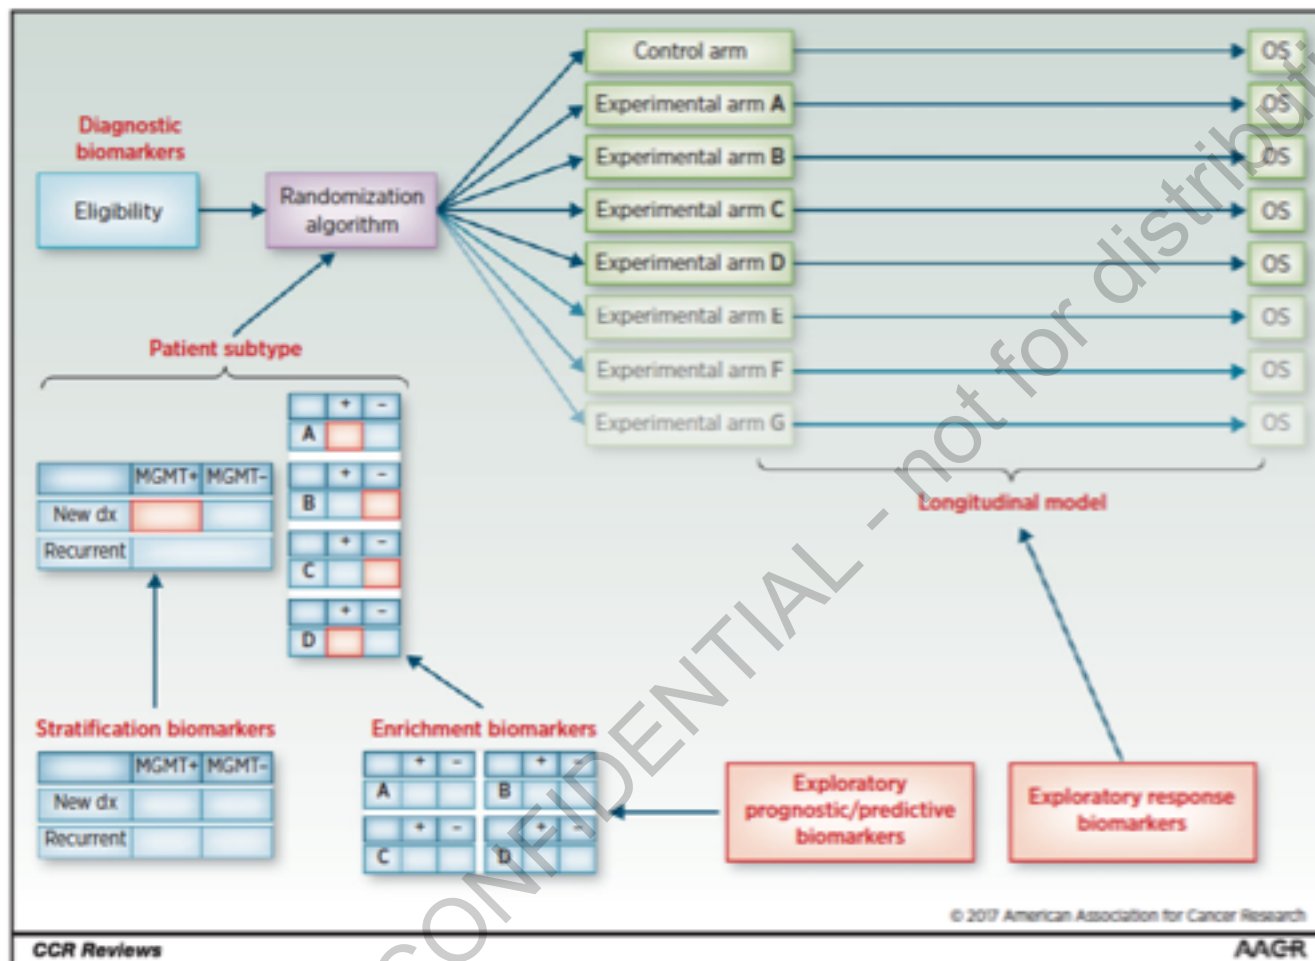 Control arm
OS
Experimental arm A
OS
Experimental arm B
OS
Experimental arm C
OS
Experimental arm D
OS
Experimental arm E
OS
Experimental arm F
OS
Experimental arm G
OS
Diagnostic
biomarkers
Eligibility
Randomization
algorithm
Patient subtype
MGMT+ MGMT-
New dx
Recurrent
+ -
A
+ -
B
+ -
C
+ -
D
Longitudinal model
Stratification biomarkers
MGMT+ MGMT-
New dx
Recurrent
Enrichment biomarkers
+ - + -
A B
+ - + -
C D
Exploratory
prognostic/predictive
biomarkers
Exploratory response
biomarkers
© 2017 American Association for Cancer Research
CCR Reviews
AACR
CONFIDENTIAL - not for distributi